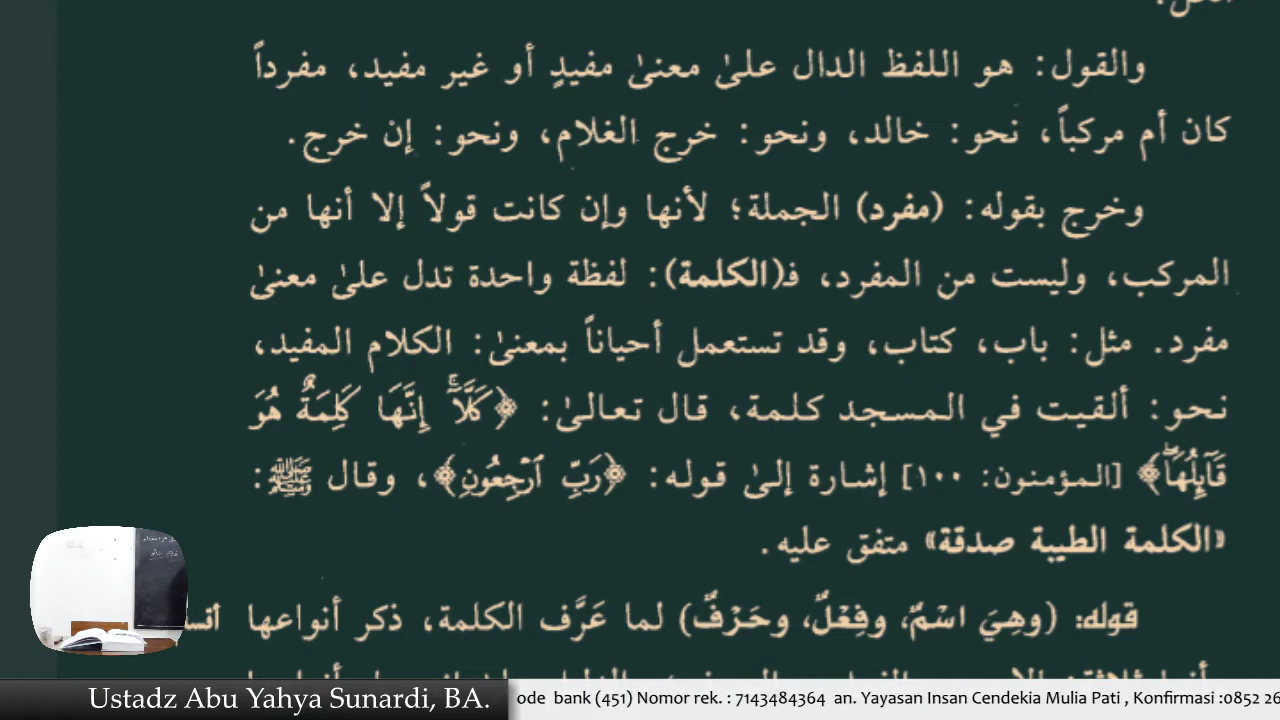 والقول: هو اللفظ الدال علىٰ معنىٰ مفيدٍ أو غير مفيد، مفرداً
كان أم مركباً، نحو: خالد، ونحو: خرج الغلام، ونحو: إن خرج.
وخرج بقوله: (مفرد) الجملة؛ لأنها وإن كانت قولاً إلا أنها من
المركب، وليست من المفرد، فـ(الكلمة): لفظة واحدة تدل علىٰ معنىٰ
مفرد. مثل: باب، كتاب، وقد تستعمل أحياناً بمعنىٰ: الكلام المفيد،
نحو: ألقيت في المسجد كلمة، قال تعالىٰ: ﴿كَلَّآۚ إِنَّهَا كَلِمَةٌ هُوَ
قَآئِلُهَاۖ﴾ [المؤمنون: ١٠٠] إشارة إلىٰ قوله: ﴿رَبِّ ٱرْجِعُونِ﴾، وقال ﷺ:
«الكلمة الطيبة صدقة» متفق عليه.
قوله: (وهِيَ اسْمٌ، وفِعْلٌ، وحَرْفٌ) لما عَرَّف الكلمة، ذكر أنواعها
Ustadz Abu Yahya Sunardi, BA.
ode bank (451) Nomor rek. : 7143484364 an. Yayasan Insan Cendekia Mulia Pati , Konfirmasi :0852 26